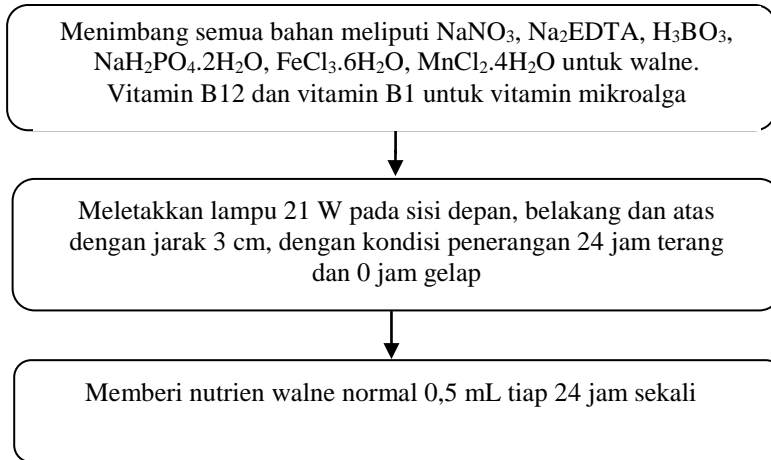 Menimbang semua bahan meliputi NaNO₃, Na₂EDTA, H₃BO₃,
NaH₂PO₄.2H₂O, FeCl₃.6H₂O, MnCl₂.4H₂O untuk walne.
Vitamin B12 dan vitamin B1 untuk vitamin mikroalga
Meletakkan lampu 21 W pada sisi depan, belakang dan atas
dengan jarak 3 cm, dengan kondisi penerangan 24 jam terang
dan 0 jam gelap
Memberi nutrien walne normal 0,5 mL tiap 24 jam sekali